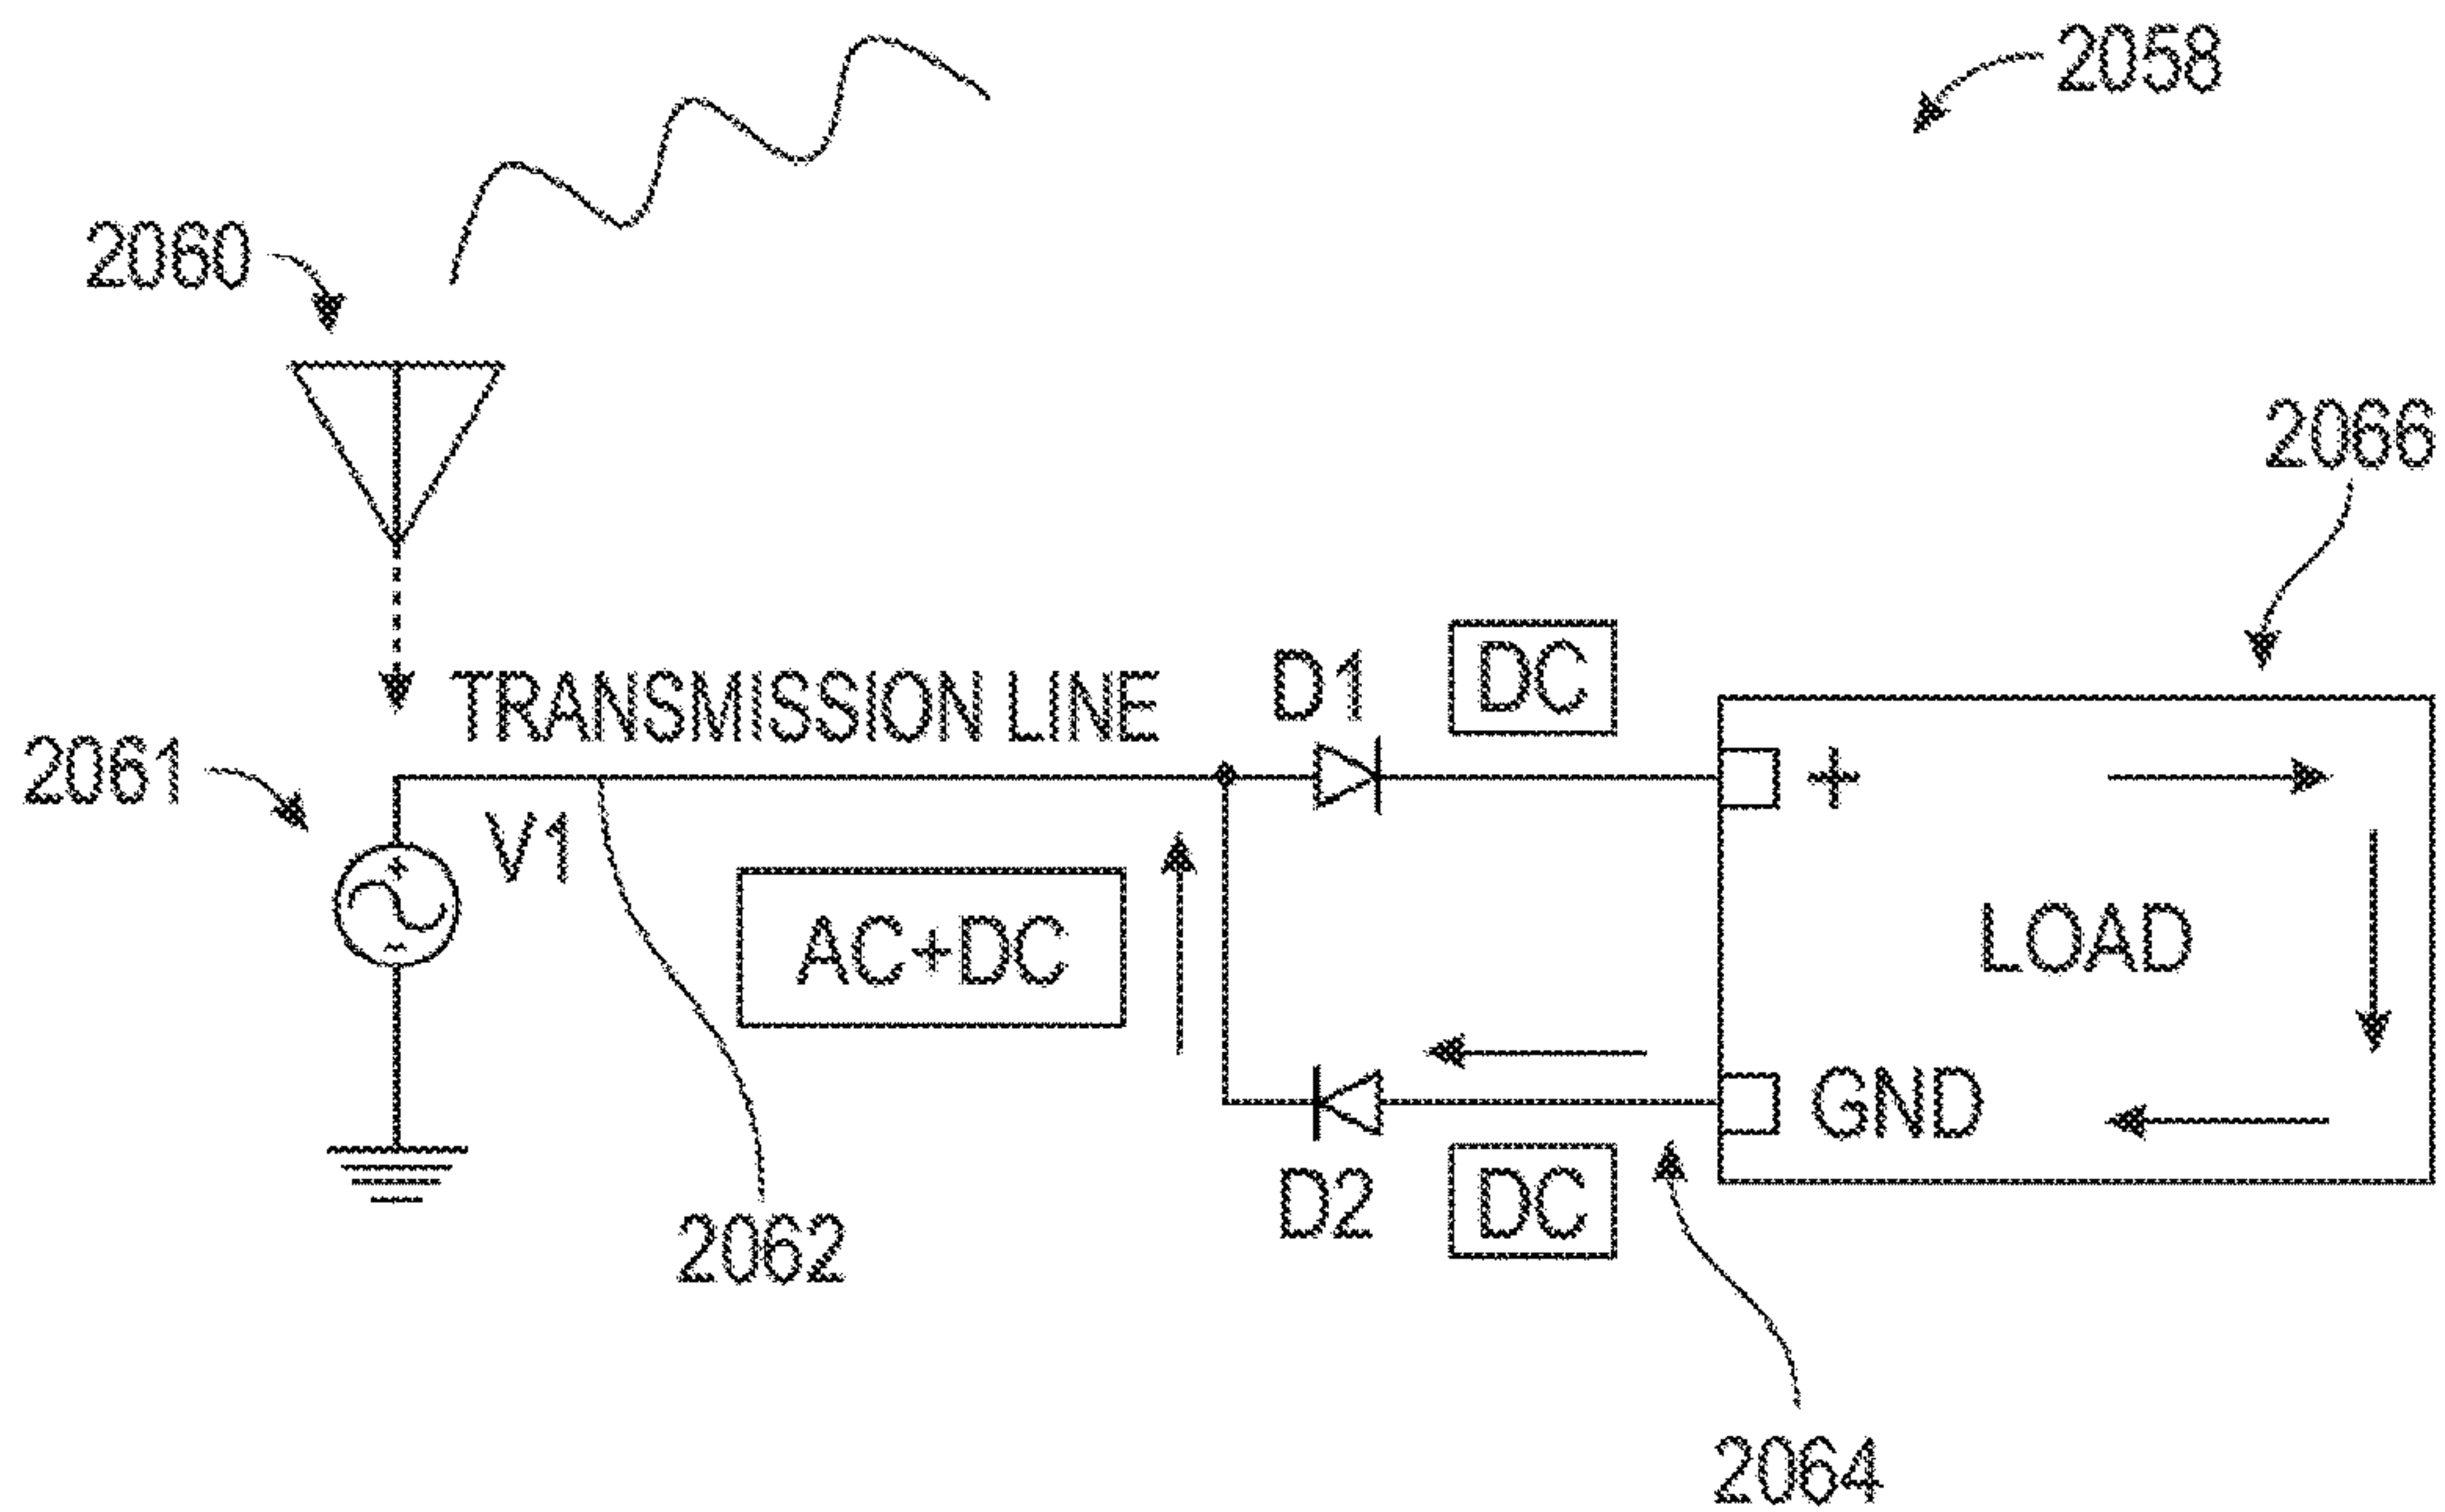 2058
2060
2066
D1
DC
TRANSMISSION LINE
2061
+
V1
AC+DC
LOAD
GND
D2
DC
2062
2064